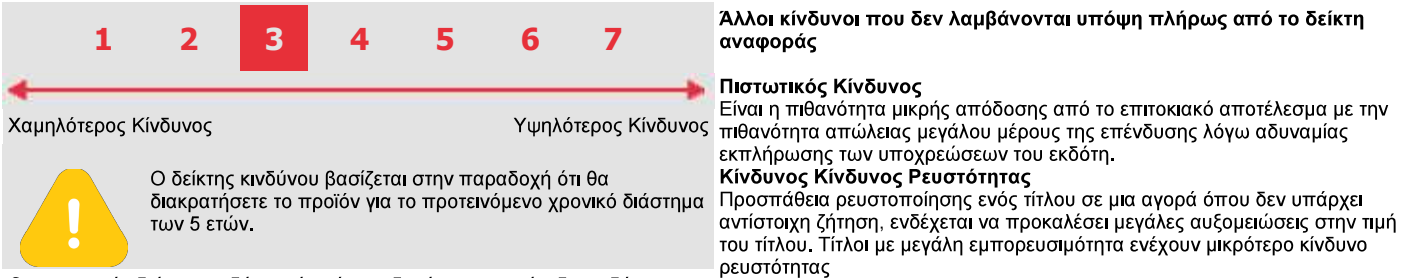 1 2 3 4 5 6 7
Χαμηλότερος Κίνδυνος Υψηλότερος Κίνδυνος
Ο δείκτης κινδύνου βασίζεται στην παραδοχή ότι θα
διακρατήσετε το προϊόν για το προτεινόμενο χρονικό διάστημα
των 5 ετών.
Άλλοι κίνδυνοι που δεν λαμβάνονται υπόψη πλήρως από το δείκτη
αναφοράς
Πιστωτικός Κίνδυνος
Είναι η πιθανότητα μικρής απόδοσης από το επιτοκιακό αποτέλεσμα με την
πιθανότητα απώλειας μεγάλου μέρους της επένδυσης λόγω αδυναμίας
εκπλήρωσης των υποχρεώσεων του εκδότη.
Κίνδυνος Κίνδυνος Ρευστότητας
Προσπάθεια ρευστοποίησης ενός τίτλου σε μια αγορά όπου δεν υπάρχει
αντίστοιχη ζήτηση, ενδέχεται να προκαλέσει μεγάλες αυξομειώσεις στην τιμή
του τίτλου. Τίτλοι με μεγάλη εμπορευσιμότητα ενέχουν μικρότερο κίνδυνο
ρευστότητας